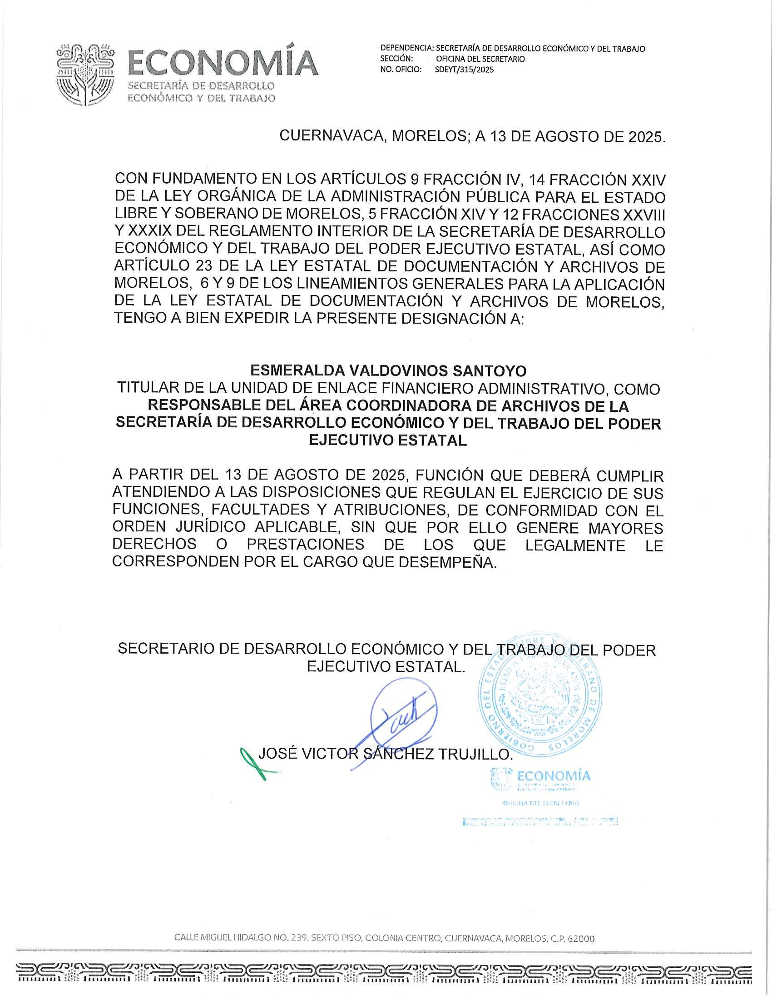 ECONOMÍA
SECRETARÍA DE DESARROLLO
ECONÓMICO Y DEL TRABAJO
DEPENDENCIA: SECRETARÍA DE DESARROLLO ECONÓMICO Y DEL TRABAJO
SECCIÓN: OFICINA DEL SECRETARIO
NO. OFICIO: SDEYT/315/2025
CUERNAVACA, MORELOS; A 13 DE AGOSTO DE 2025.
CON FUNDAMENTO EN LOS ARTÍCULOS 9 FRACCIÓN IV, 14 FRACCIÓN XXIV
DE LA LEY ORGÁNICA DE LA ADMINISTRACIÓN PÚBLICA PARA EL ESTADO
LIBRE Y SOBERANO DE MORELOS, 5 FRACCIÓN XIV Y 12 FRACCIONES XXVIII
Y XXXIX DEL REGLAMENTO INTERIOR DE LA SECRETARÍA DE DESARROLLO
ECONÓMICO Y DEL TRABAJO DEL PODER EJECUTIVO ESTATAL, ASÍ COMO
ARTÍCULO 23 DE LA LEY ESTATAL DE DOCUMENTACIÓN Y ARCHIVOS DE
MORELOS, 6 Y 9 DE LOS LINEAMIENTOS GENERALES PARA LA APLICACIÓN
DE LA LEY ESTATAL DE DOCUMENTACIÓN Y ARCHIVOS DE MORELOS,
TENGO A BIEN EXPEDIR LA PRESENTE DESIGNACIÓN A:
ESMERALDA VALDOVINOS SANTOYO
TITULAR DE LA UNIDAD DE ENLACE FINANCIERO ADMINISTRATIVO, COMO
RESPONSABLE DEL ÁREA COORDINADORA DE ARCHIVOS DE LA
SECRETARÍA DE DESARROLLO ECONÓMICO Y DEL TRABAJO DEL PODER
EJECUTIVO ESTATAL
A PARTIR DEL 13 DE AGOSTO DE 2025, FUNCIÓN QUE DEBERÁ CUMPLIR
ATENDIENDO A LAS DISPOSICIONES QUE REGULAN EL EJERCICIO DE SUS
FUNCIONES, FACULTADES Y ATRIBUCIONES, DE CONFORMIDAD CON EL
ORDEN JURÍDICO APLICABLE, SIN QUE POR ELLO GENERE MAYORES
DERECHOS O PRESTACIONES DE LOS QUE LEGALMENTE LE
CORRESPONDEN POR EL CARGO QUE DESEMPEÑA.
SECRETARIO DE DESARROLLO ECONÓMICO Y DEL TRABAJO DEL PODER
EJECUTIVO ESTATAL.
GOBIERNO DEL ESTADO LIBRE Y SOBERANO DE MORELOS
ESTADOS UNIDOS MEXICANOS
JOSÉ VICTOR SÁNCHEZ TRUJILLO.
ECONOMÍA
OFICINA DEL SECRETARIO
CALLE MIGUEL HIDALGO NO. 239, SEXTO PISO, COLONIA CENTRO, CUERNAVACA, MORELOS, C.P. 62000